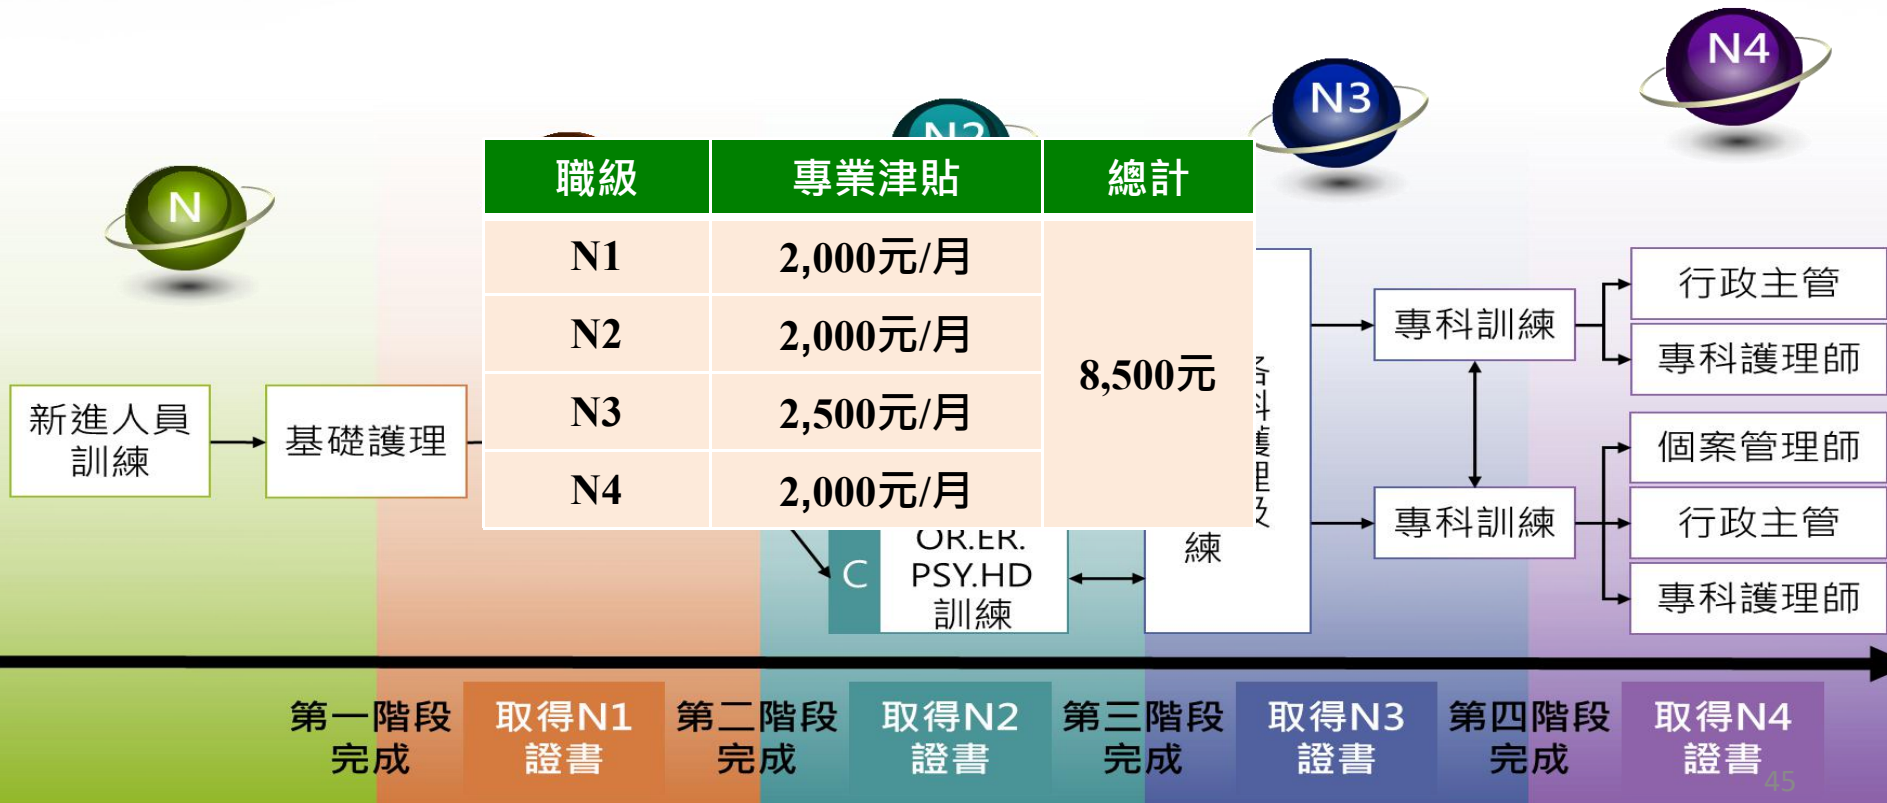 N4
N3
N2
N
職級 專業津貼 總計
N1 2,000元/月
N2 2,000元/月
N3 2,500元/月
N4 2,000元/月
8,500元
新進人員
訓練
基礎護理
C
OR.ER.
PSY.HD
訓練
護理及
練
專科訓練
專科訓練
行政主管
專科護理師
個案管理師
行政主管
專科護理師
第一階段
完成
取得N1
證書
第二階段
完成
取得N2
證書
第三階段
完成
取得N3
證書
第四階段
完成
取得N4
證書
45